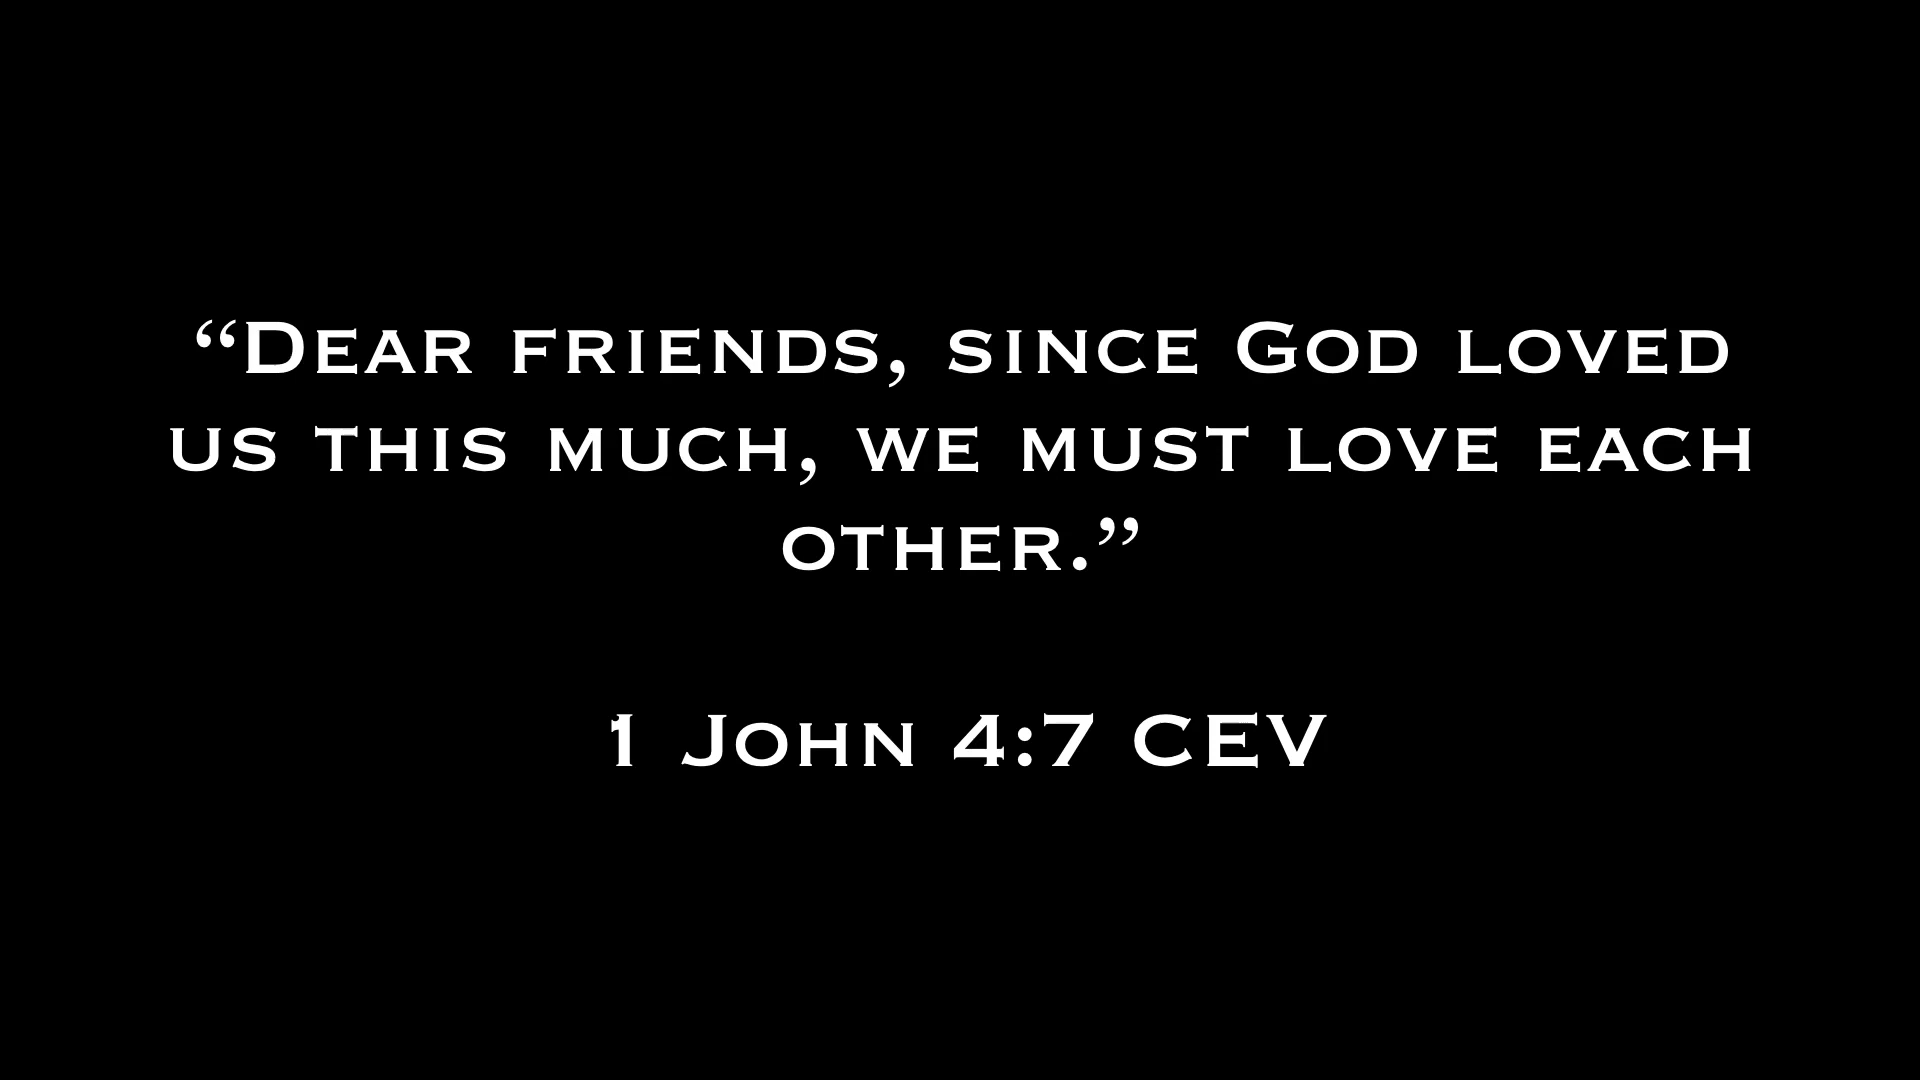 “Dear friends, since God loved
us this much, we must love each
other.”
1 John 4:7 CEV